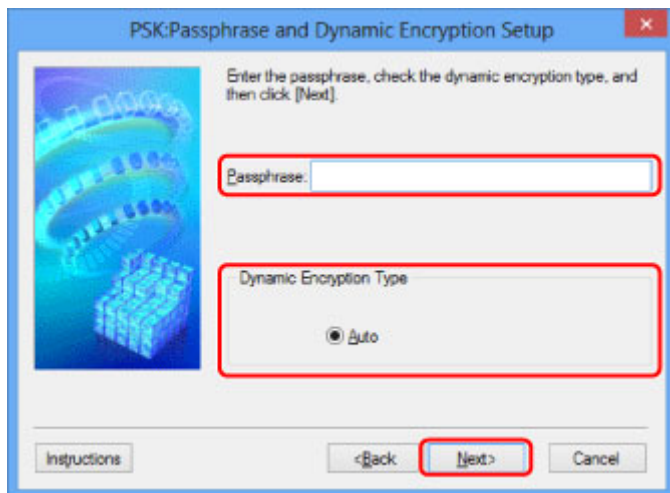 PSK:Passphrase and Dynamic Encryption Setup
Enter the passphrase, check the dynamic encryption type, and
then click [Next].
Passphrase:
Dynamic Encryption Type
Auto
Instructions <Back Next> Cancel